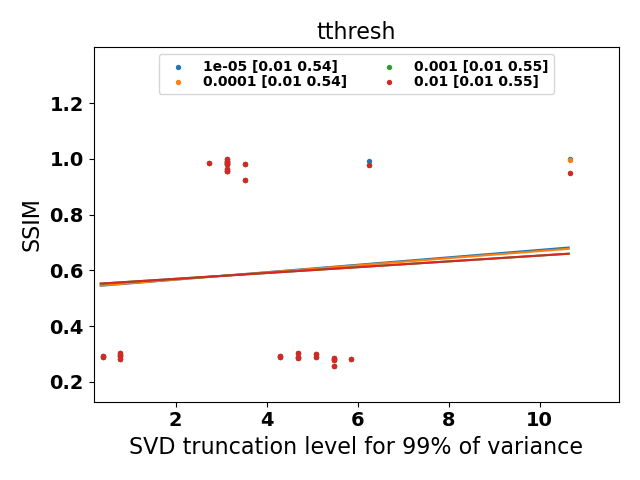 tthresh
1e-05 [0.01 0.54]
0.0001 [0.01 0.54]
0.001 [0.01 0.55]
0.01 [0.01 0.55]
SSIM
1.2
1.0
0.8
0.6
0.4
0.2
2 4 6 8 10
SVD truncation level for 99% of variance